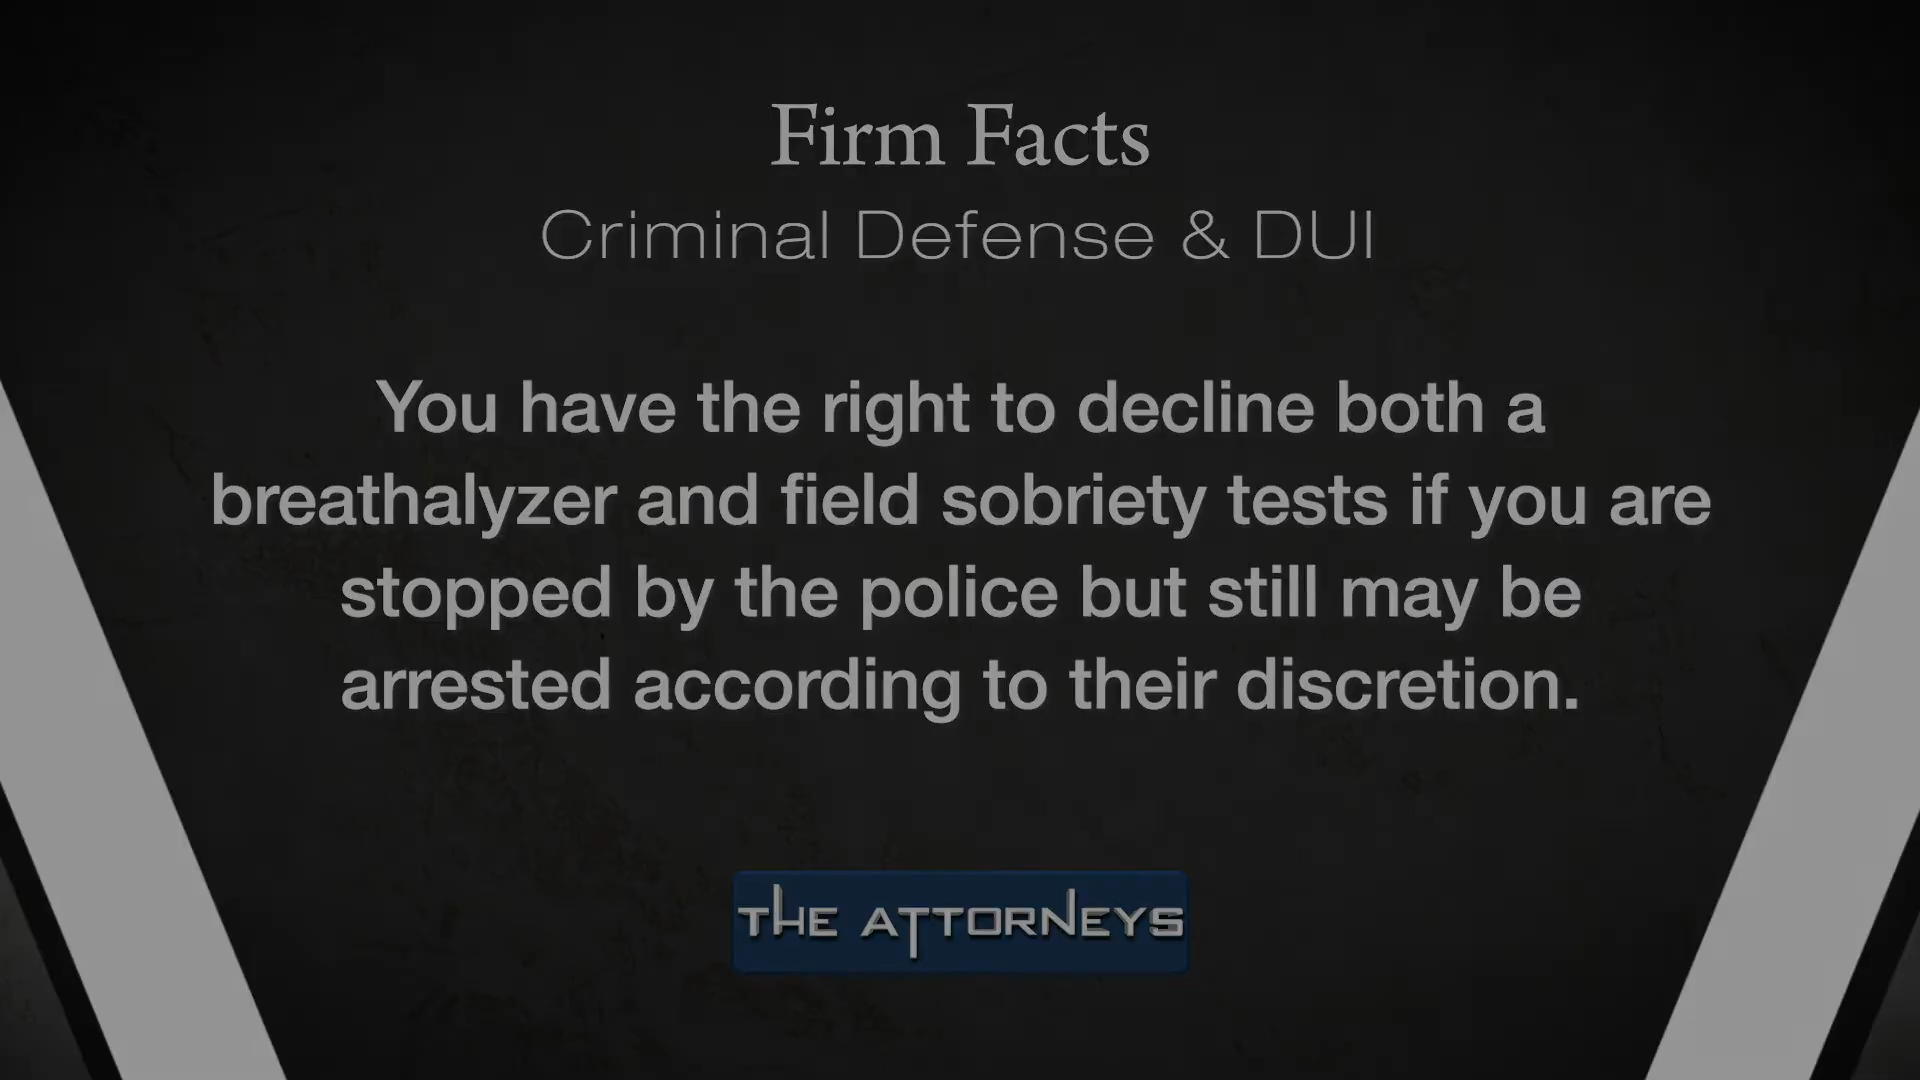 Firm Facts
Criminal Defense & DUI
You have the right to decline both a
breathalyzer and field sobriety tests if you are
stopped by the police but still may be
arrested according to their discretion.
THE ATTORNEYS